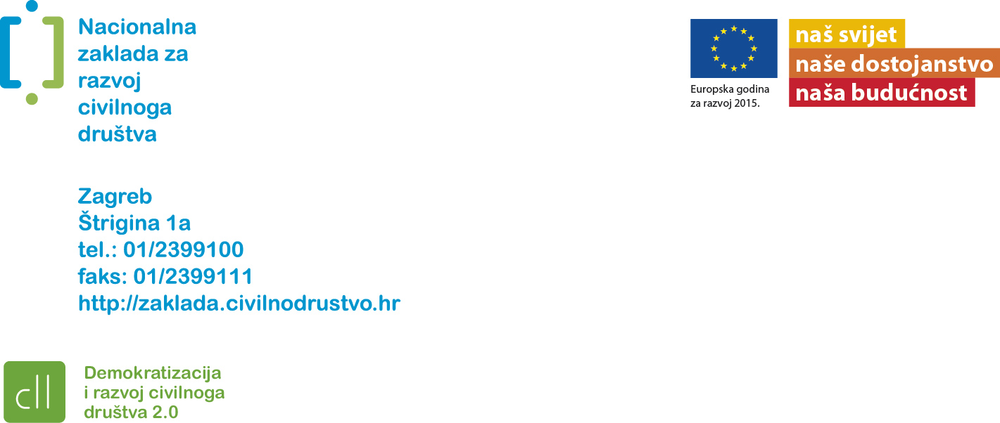 Nacionalna
zaklada za
razvoj
civilnoga
društva
Zagreb
Štrigina 1a
tel.: 01/2399100
faks: 01/2399111
http://zaklada.civilnodrustvo.hr
cll
Demokratizacija
i razvoj civilnoga
društva 2.0
Europska godina
za razvoj 2015.
naš svijet
naše dostojanstvo
naša budućnost